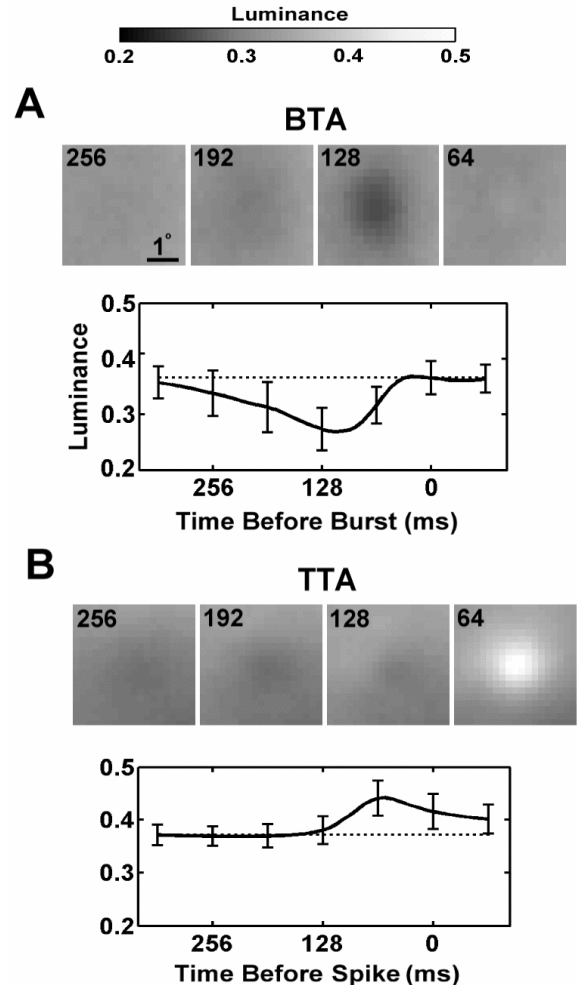 Luminance
0.2 0.3 0.4 0.5
A
BTA
256 192 128 64
1°
0.5
0.4
0.3
0.2
Luminance
256 128 0
Time Before Burst (ms)
B
TTA
256 192 128 64
0.5
0.4
0.3
0.2
256 128 0
Time Before Spike (ms)